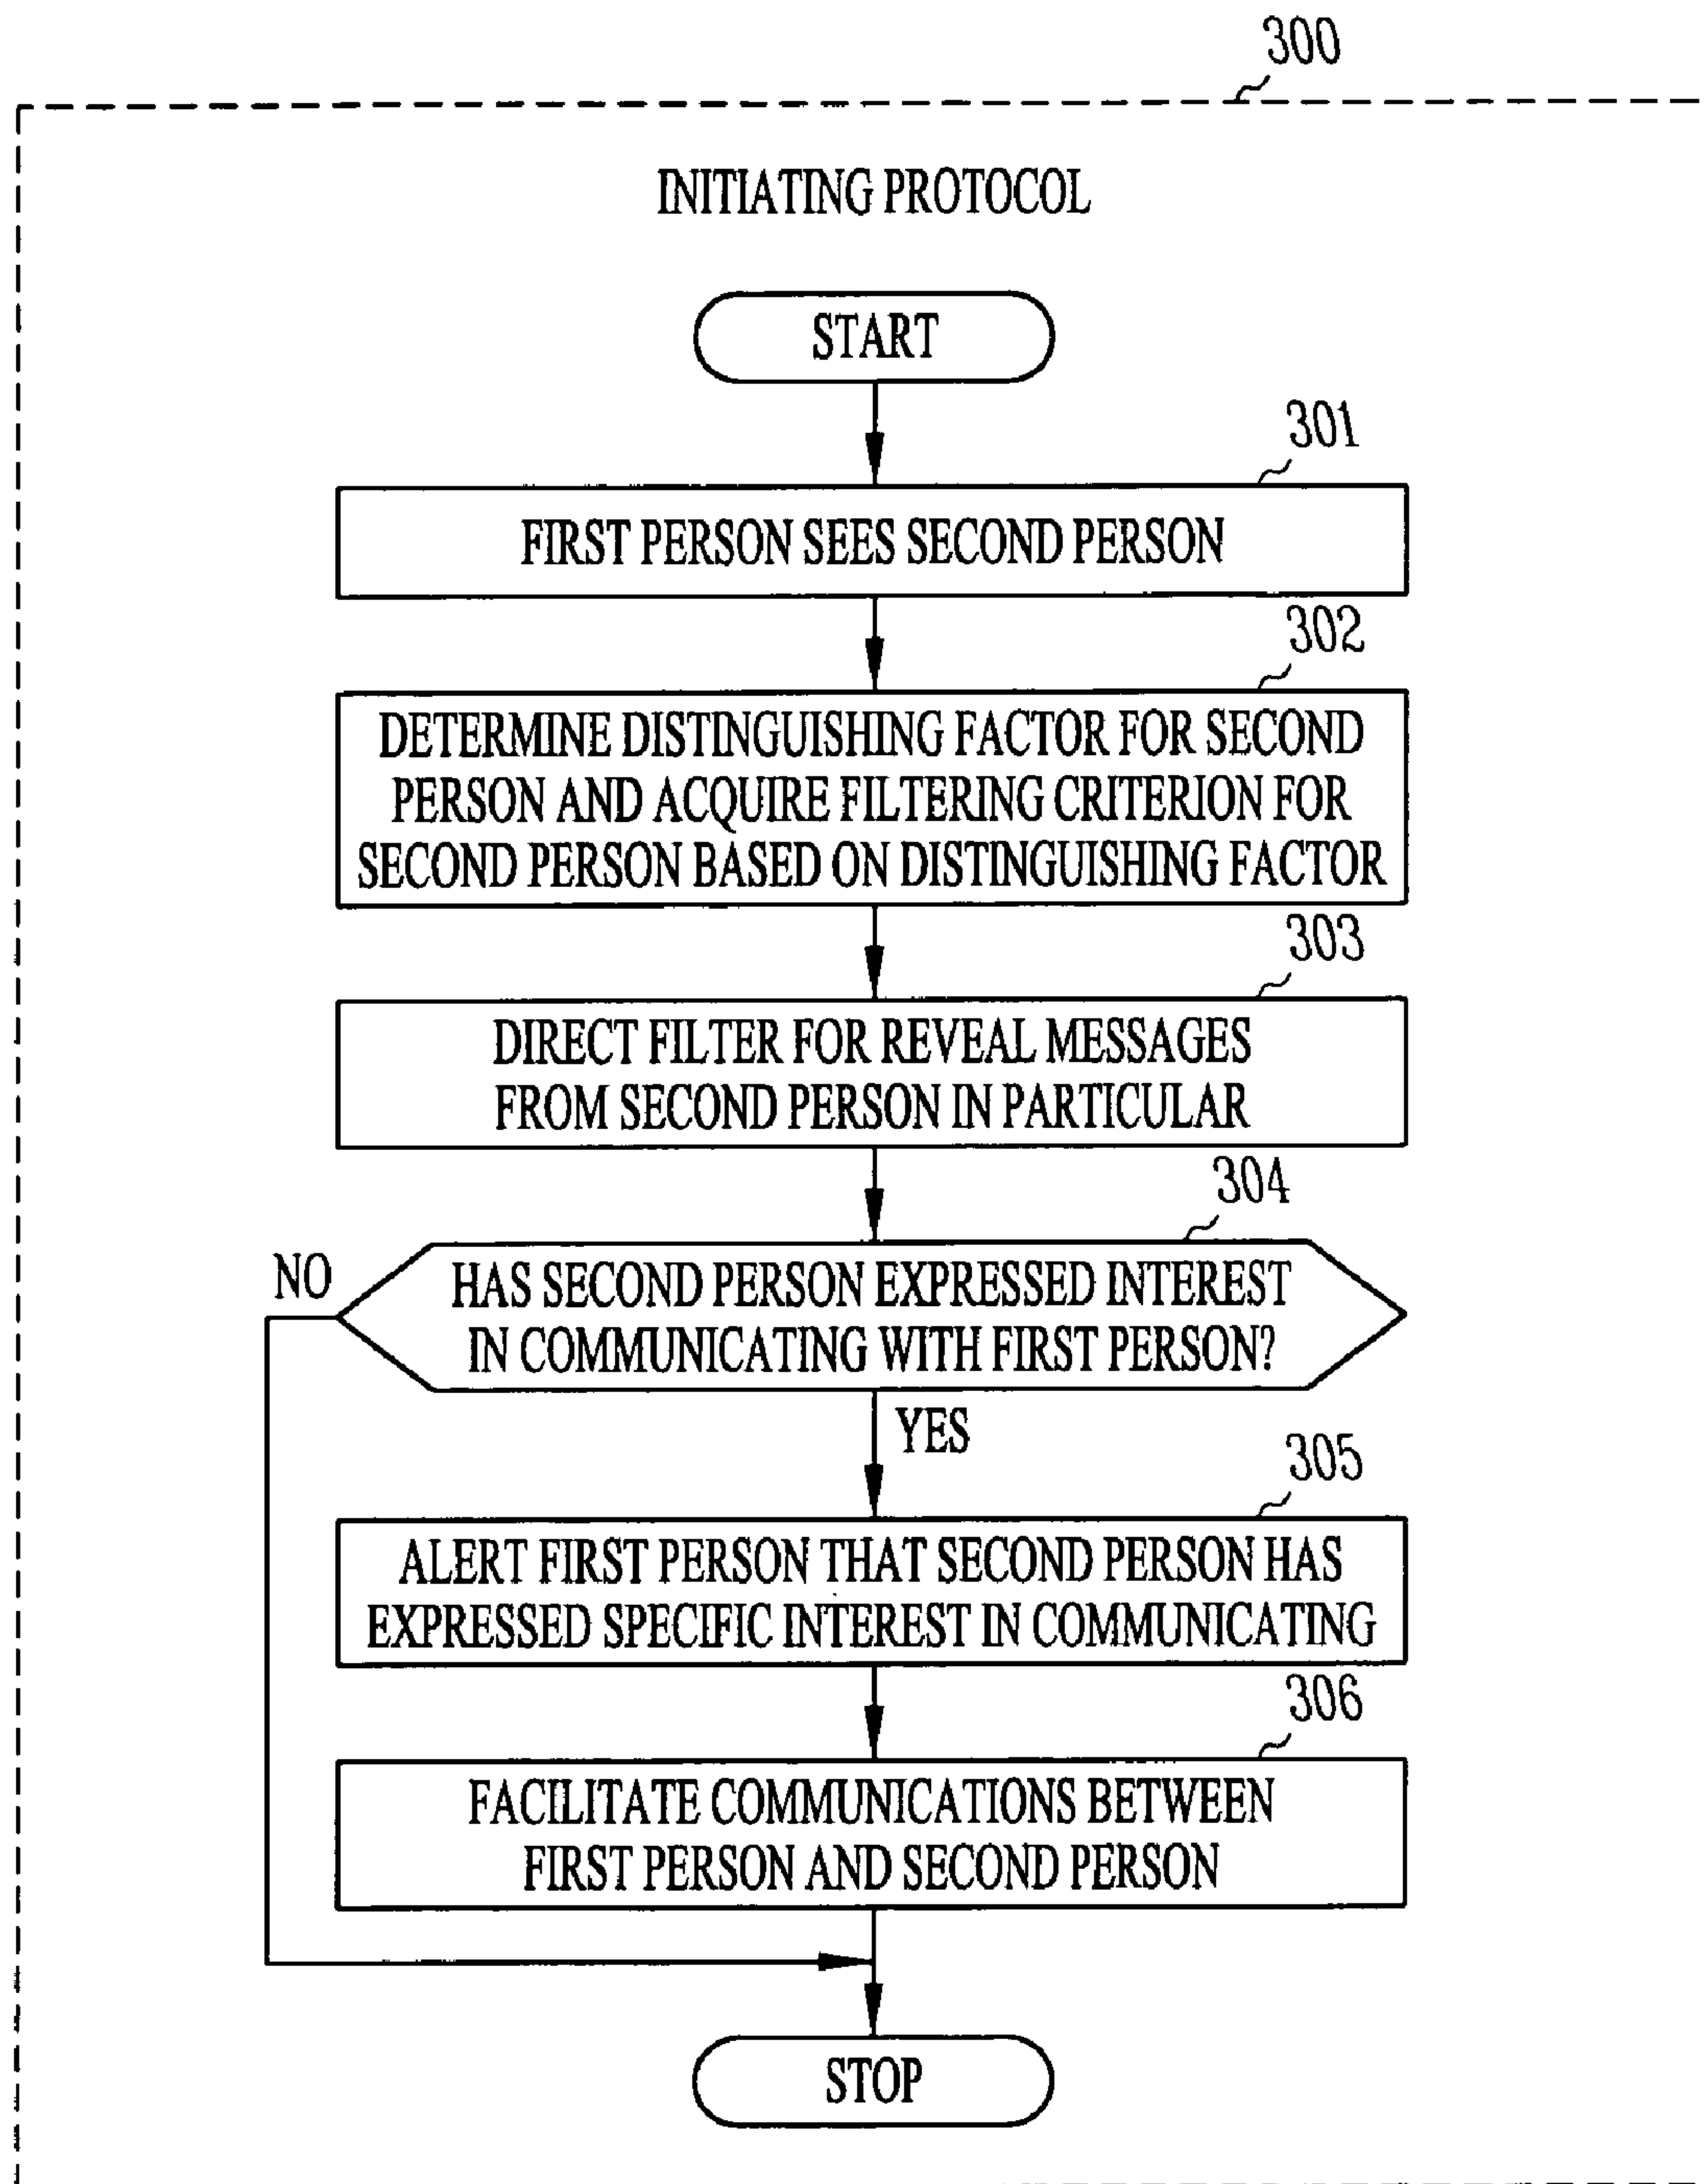 300
INITIATING PROTOCOL
START
301
FIRST PERSON SEES SECOND PERSON
302
DETERMINE DISTINGUISHING FACTOR FOR SECOND
PERSON AND ACQUIRE FILTERING CRITERION FOR
SECOND PERSON BASED ON DISTINGUISHING FACTOR
303
DIRECT FILTER FOR REVEAL MESSAGES
FROM SECOND PERSON IN PARTICULAR
304
NO
HAS SECOND PERSON EXPRESSED INTEREST
IN COMMUNICATING WITH FIRST PERSON?
YES
305
ALERT FIRST PERSON THAT SECOND PERSON HAS
EXPRESSED SPECIFIC INTEREST IN COMMUNICATING
306
FACILITATE COMMUNICATIONS BETWEEN
FIRST PERSON AND SECOND PERSON
STOP